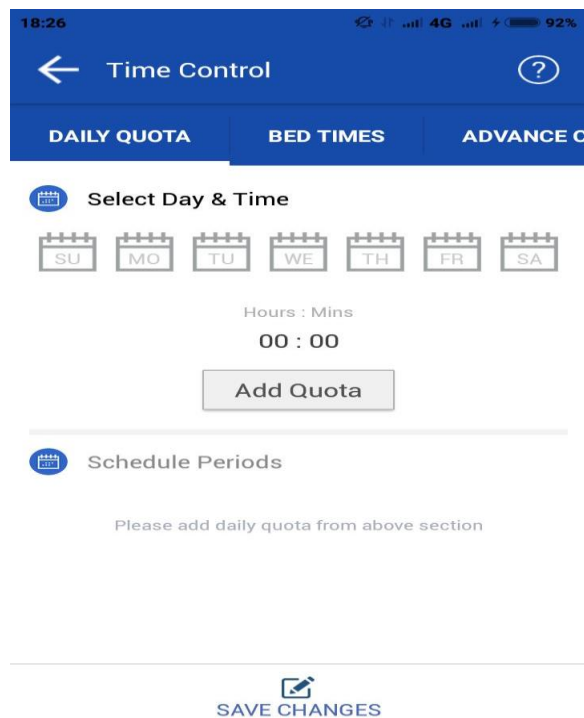 18:26 4G 92%
Time Control ?
DAILY QUOTA BED TIMES ADVANCE C
Select Day & Time
SU MO TU WE TH FR SA
Hours : Mins
00 : 00
Add Quota
Schedule Periods
Please add daily quota from above section
SAVE CHANGES